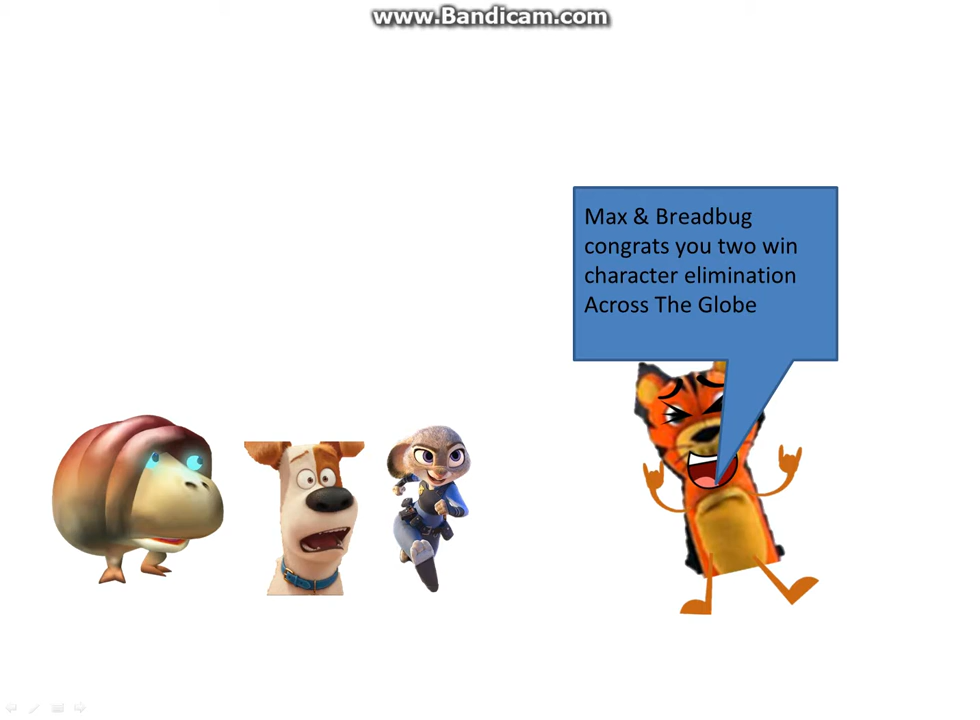 www.Bandicam.com
Max & Breadbug
congrats you two win
character elimination
Across The Globe